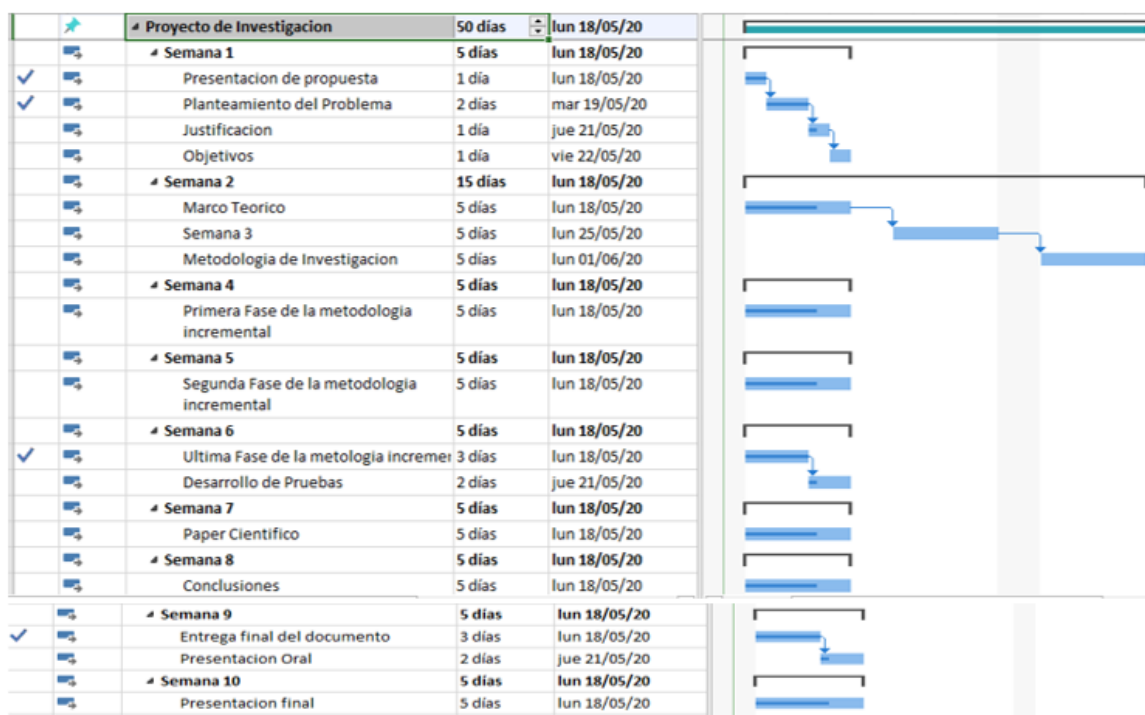 Proyecto de Investigacion 50 días lun 18/05/20
Semana 1 5 días lun 18/05/20
Presentacion de propuesta 1 día lun 18/05/20
Planteamiento del Problema 2 días mar 19/05/20
Justificacion 1 día jue 21/05/20
Objetivos 1 día vie 22/05/20
Semana 2 15 días lun 18/05/20
Marco Teorico 5 días lun 18/05/20
Semana 3 5 días lun 25/05/20
Metodologia de Investigacion 5 días lun 01/06/20
Semana 4 5 días lun 18/05/20
Primera Fase de la metodologia 5 días lun 18/05/20
incremental
Semana 5 5 días lun 18/05/20
Segunda Fase de la metodologia 5 días lun 18/05/20
incremental
Semana 6 5 días lun 18/05/20
Ultima Fase de la metologia incremer 3 días lun 18/05/20
Desarrollo de Pruebas 2 días jue 21/05/20
Semana 7 5 días lun 18/05/20
Paper Cientifico 5 días lun 18/05/20
Semana 8 5 días lun 18/05/20
Conclusiones 5 días lun 18/05/20
Semana 9 5 días lun 18/05/20
Entrega final del documento 3 días lun 18/05/20
Presentacion Oral 2 días jue 21/05/20
Semana 10 5 días lun 18/05/20
Presentacion final 5 días lun 18/05/20